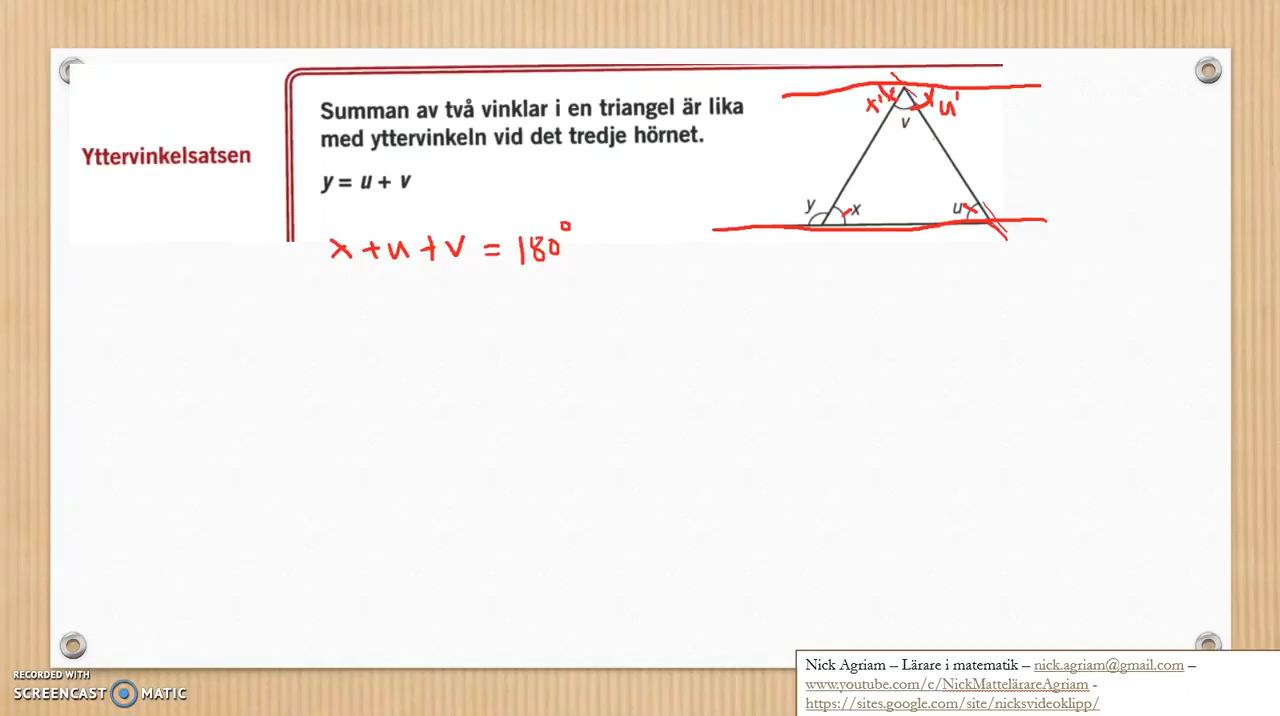 Yttervinkelsatsen
Summan av två vinklar i en triangel är lika
med yttervinkeln vid det tredje hörnet.
y = u + v
x + u + v = 180°
x' u'
v
y x u
RECORDED WITH
SCREENCAST MATIC
Nick Agriam – Lärare i matematik – nick.agriam@gmail.com –
www.youtube.com/c/NickMattelärareAgriam -
https://sites.google.com/site/nicksvideoklipp/